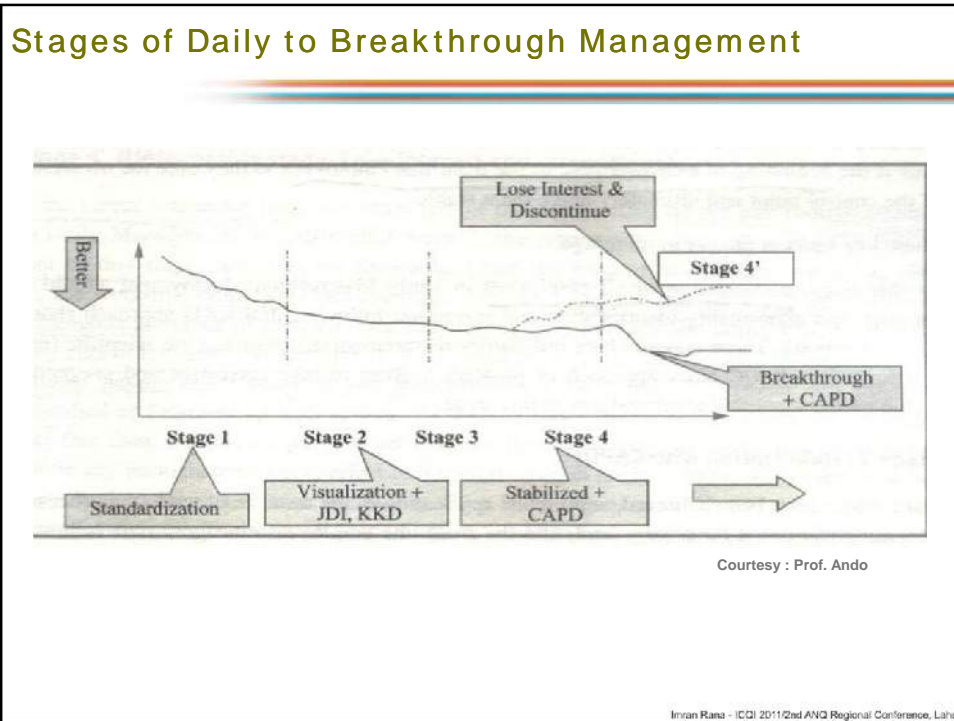 Stages of Daily to Breakthrough Management
Lose Interest &
Discontinue
Better
Stage 4'
Breakthrough
+ CAPD
Stage 1
Stage 2
Stage 3
Stage 4
Standardization
Visualization +
JDI, KKD
Stabilized +
CAPD
Courtesy : Prof. Ando
Imran Rana - ICQI 2011/2nd ANQ Regional Conference,